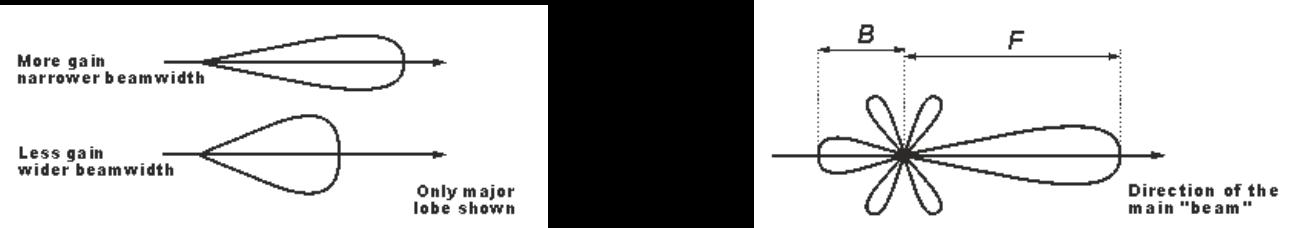 More gain
narrower beamwidth
Less gain
wider beamwidth
Only major
lobe shown
B
F
Direction of the
main "beam"